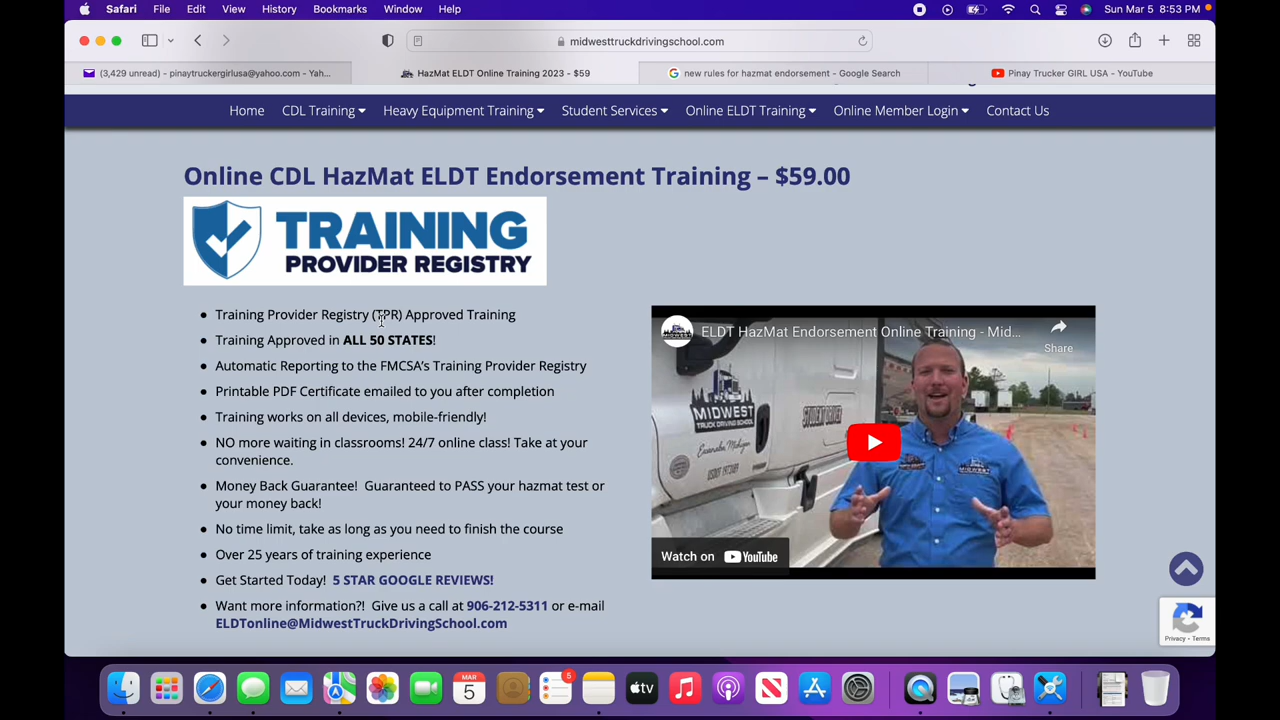 Safari File Edit View History Bookmarks Window Help Sun Mar 5 8:53 PM
midwesttruckdrivingschool.com
(3,429 unread) - pinaytruckergirlusa@yahoo.com - Yah... HazMat ELDT Online Training 2023 - $59 new rules for hazmat endorsement - Google Search Pinay Trucker GIRL USA - YouTube
Home CDL Training Heavy Equipment Training Student Services Online ELDT Training Online Member Login Contact Us
Online CDL HazMat ELDT Endorsement Training – $59.00
TRAINING
PROVIDER REGISTRY
Training Provider Registry (TPR) Approved Training
Training Approved in ALL 50 STATES!
Automatic Reporting to the FMCSA's Training Provider Registry
Printable PDF Certificate emailed to you after completion
Training works on all devices, mobile-friendly!
NO more waiting in classrooms! 24/7 online class! Take at your
convenience.
Money Back Guarantee! Guaranteed to PASS your hazmat test or
your money back!
No time limit, take as long as you need to finish the course
Over 25 years of training experience
Get Started Today! 5 STAR GOOGLE REVIEWS!
Want more information?! Give us a call at 906-212-5311 or e-mail
ELDTonline@MidwestTruckDrivingSchool.com
ELDT HazMat Endorsement Online Training - Mid...
Share
MIDWEST
TRUCK DRIVING SCHOOL
Escanaba, Michigan
STUDENT DRIVER
MIDWEST
Watch on YouTube
Privacy - Terms
MAR
5
5
tv